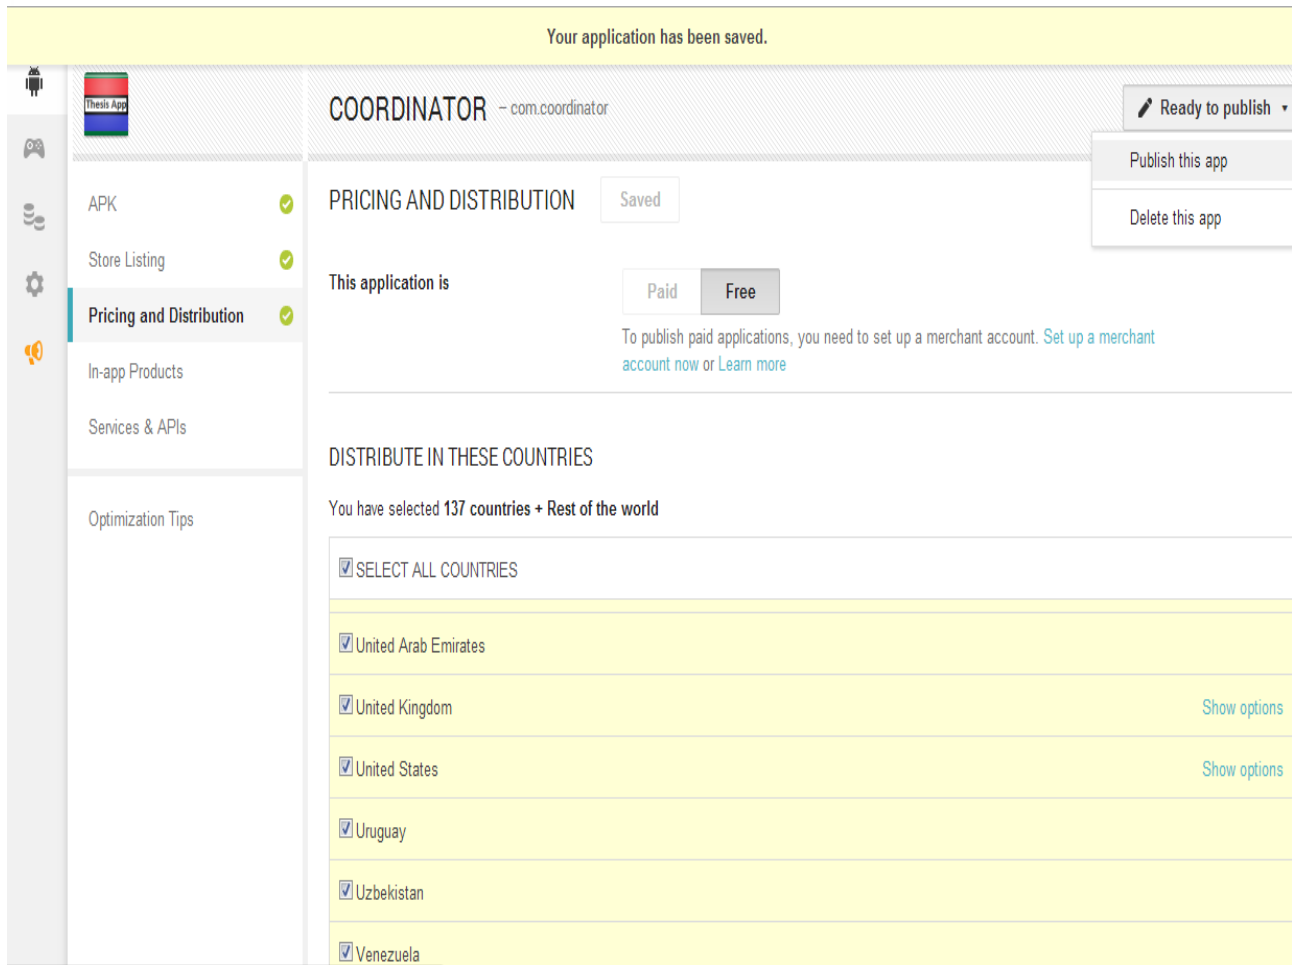 Your application has been saved.
Thesis App
COORDINATOR – com.coordinator
Ready to publish
Publish this app
Delete this app
APK
Store Listing
Pricing and Distribution
In-app Products
Services & APIs
Optimization Tips
PRICING AND DISTRIBUTION Saved
This application is Paid Free
To publish paid applications, you need to set up a merchant account. Set up a merchant
account now or Learn more
DISTRIBUTE IN THESE COUNTRIES
You have selected 137 countries + Rest of the world
SELECT ALL COUNTRIES
United Arab Emirates
United Kingdom Show options
United States Show options
Uruguay
Uzbekistan
Venezuela